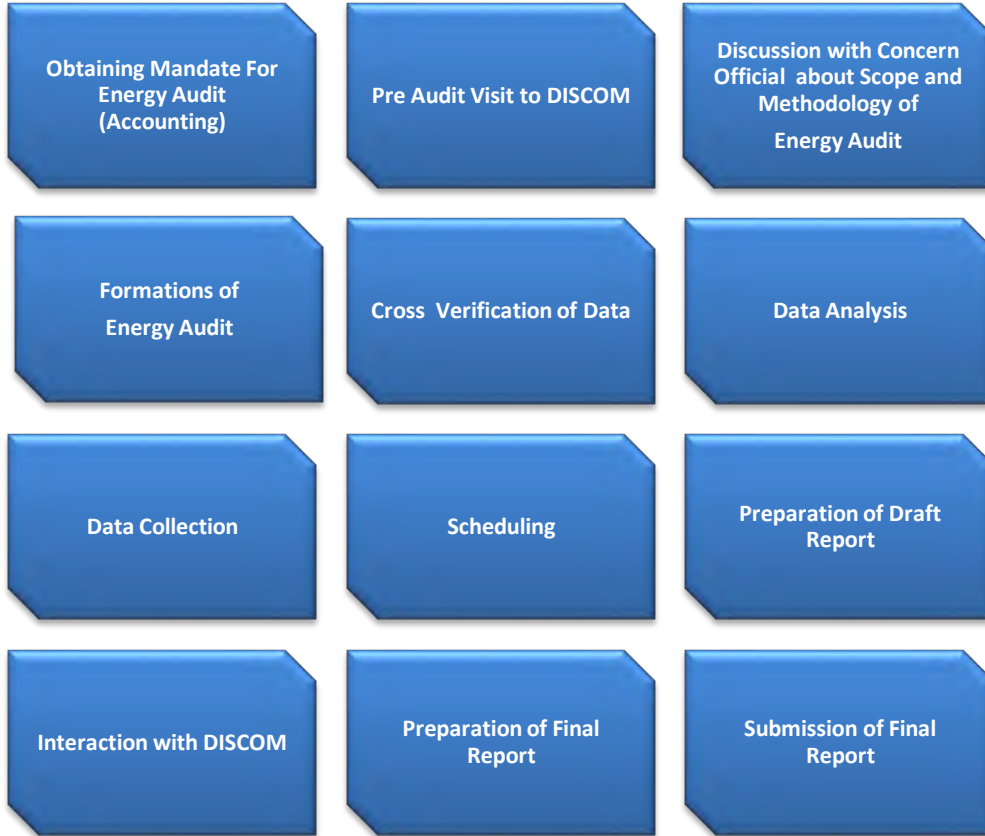 Obtaining Mandate For
Energy Audit
(Accounting)
Pre Audit Visit to DISCOM
Discussion with Concern
Official about Scope and
Methodology of
Energy Audit
Formations of
Energy Audit
Cross Verification of Data
Data Analysis
Data Collection
Scheduling
Preparation of Draft
Report
Interaction with DISCOM
Preparation of Final
Report
Submission of Final
Report